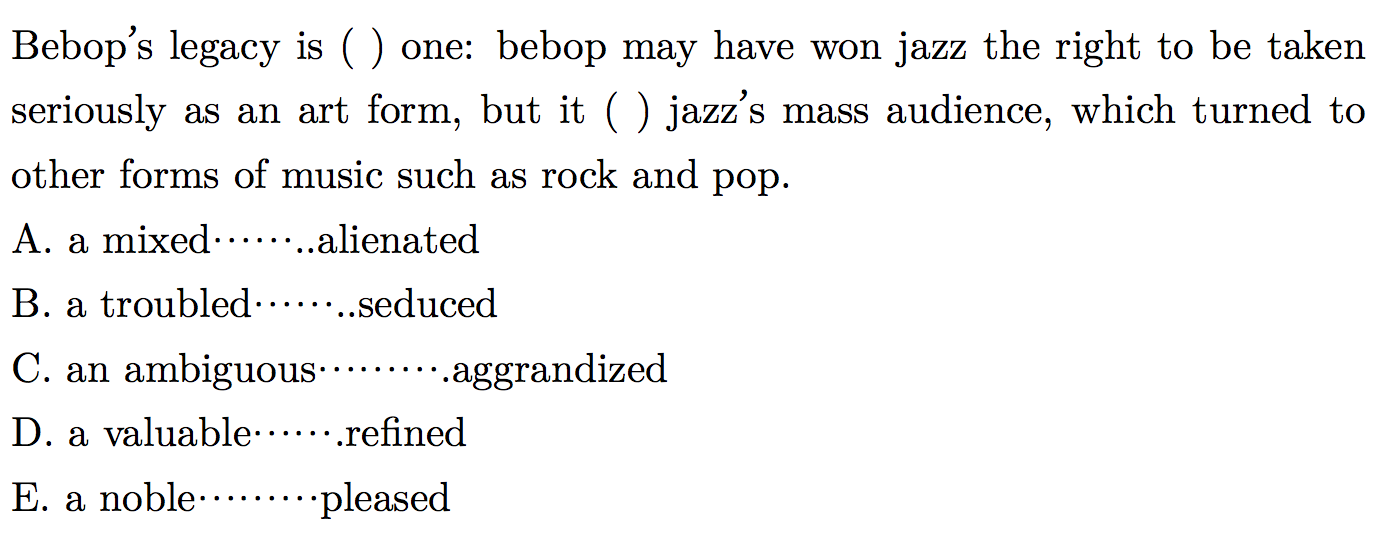 Bebop's legacy is ( ) one: bebop may have won jazz the right to be taken
seriously as an art form, but it ( ) jazz's mass audience, which turned to
other forms of music such as rock and pop.
A. a mixed⋯⋯..alienated
B. a troubled⋯⋯..seduced
C. an ambiguous⋯⋯⋯.aggrandized
D. a valuable⋯⋯.refined
E. a noble⋯⋯⋯pleased